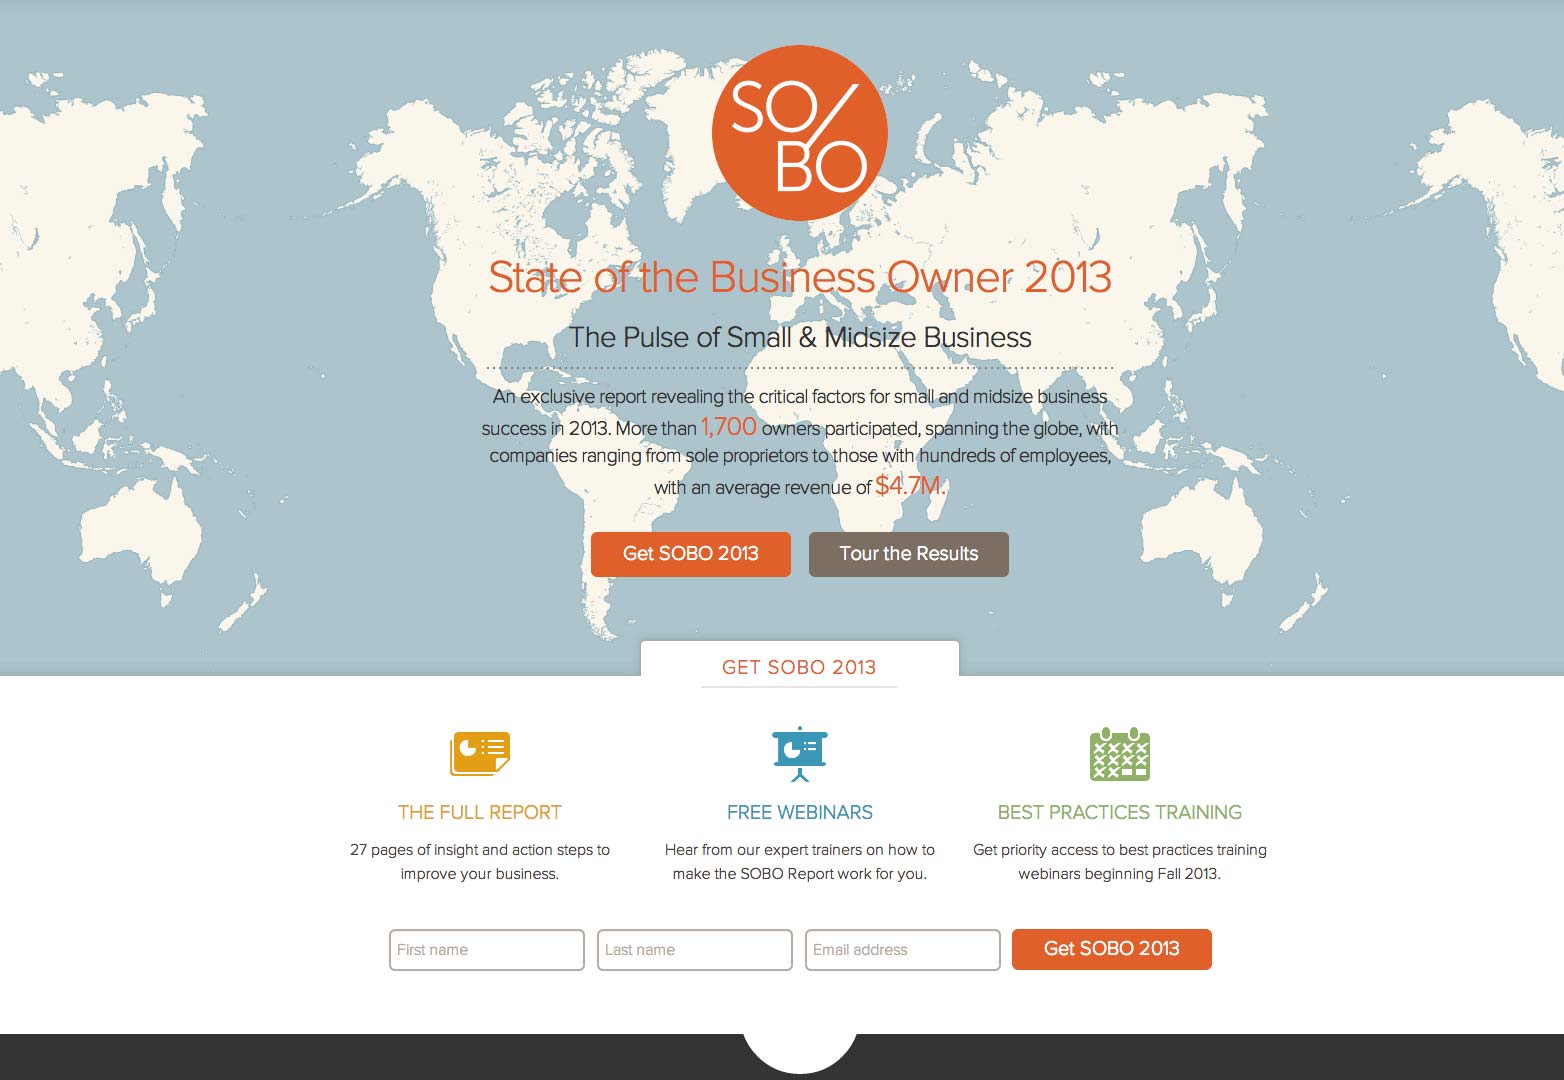 SO/
BO
State of the Business Owner 2013
The Pulse of Small & Midsize Business
An exclusive report revealing the critical factors for small and midsize business
success in 2013. More than 1,700 owners participated, spanning the globe, with
companies ranging from sole proprietors to those with hundreds of employees,
with an average revenue of $4.7M.
Get SOBO 2013
Tour the Results
GET SOBO 2013
THE FULL REPORT
27 pages of insight and action steps to
improve your business.
FREE WEBINARS
Hear from our expert trainers on how to
make the SOBO Report work for you.
BEST PRACTICES TRAINING
Get priority access to best practices training
webinars beginning Fall 2013.
First name
Last name
Email address
Get SOBO 2013